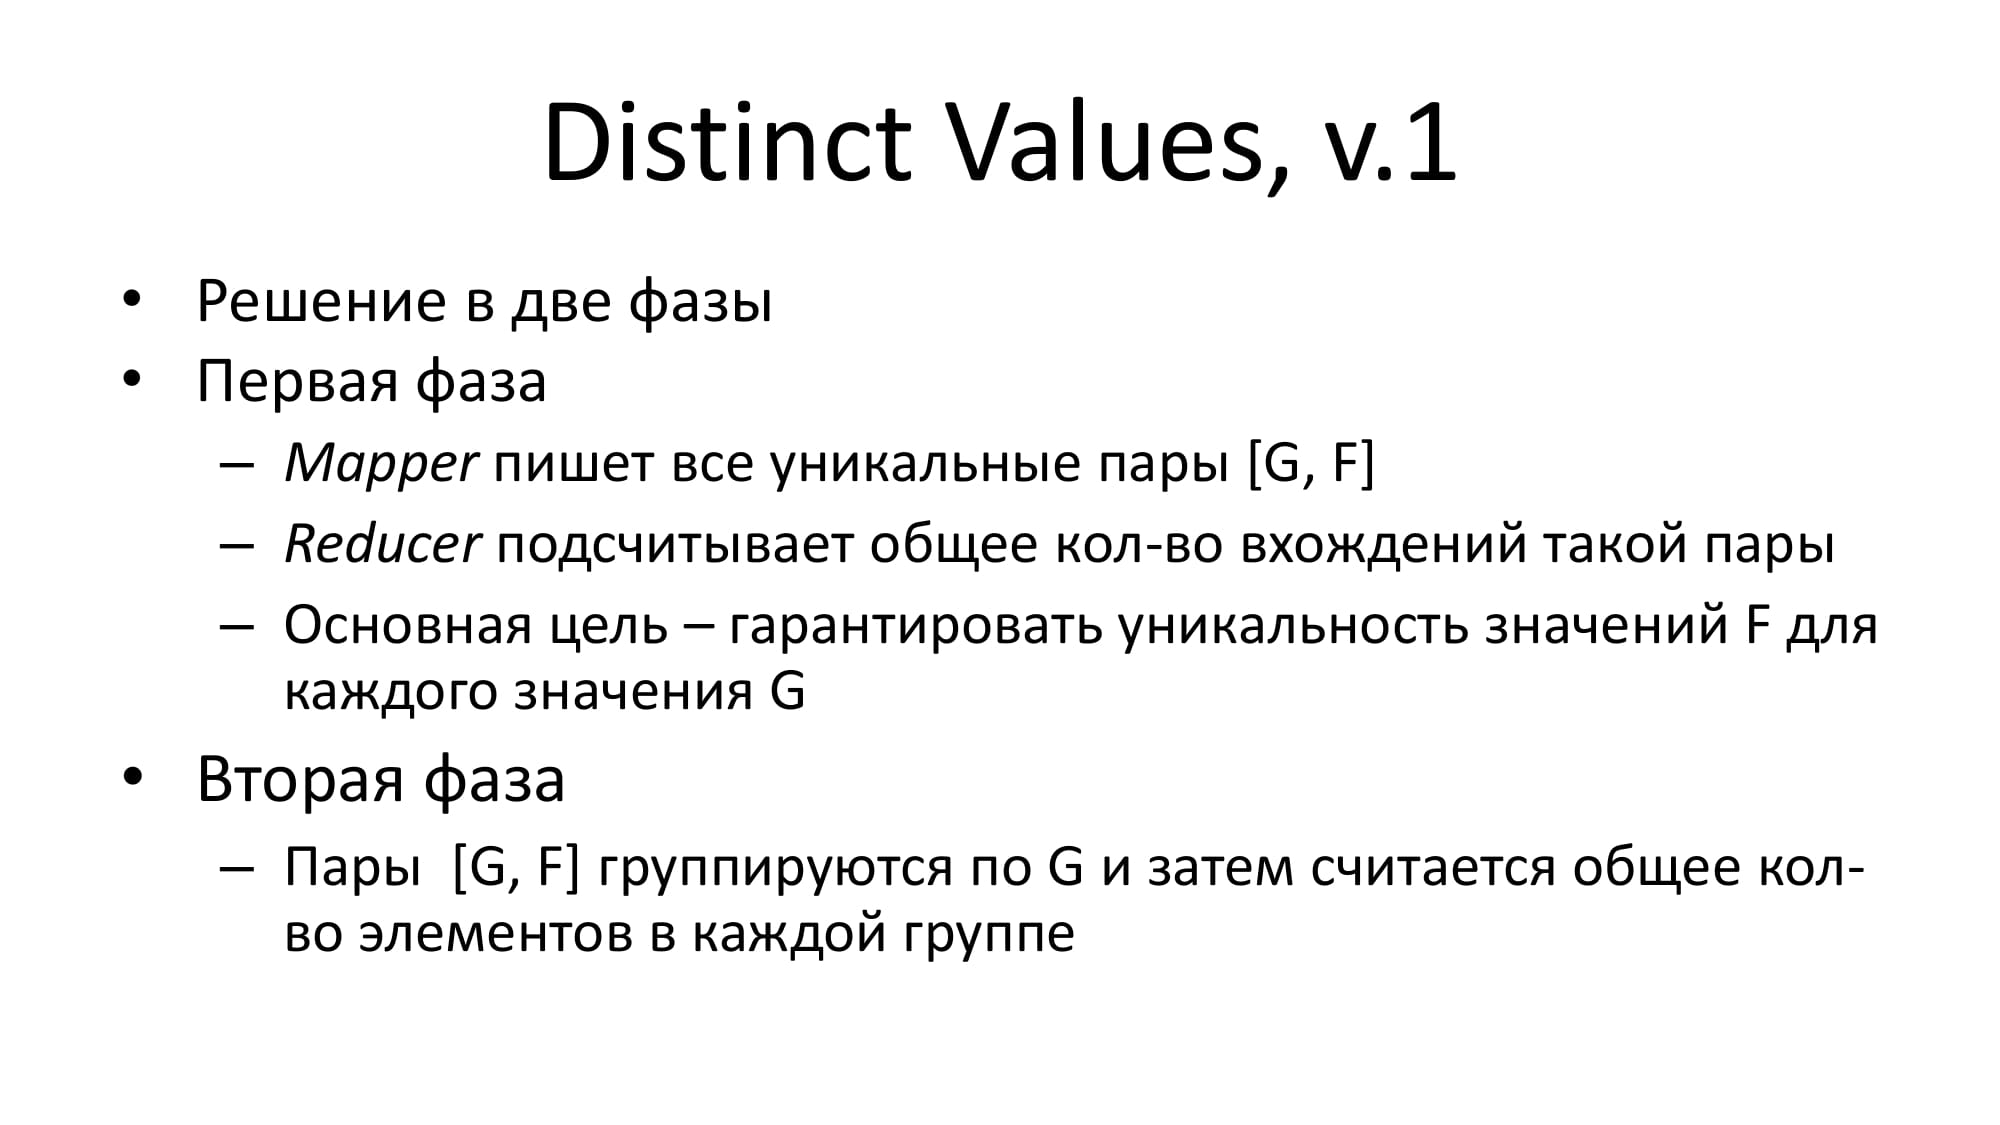 Distinct Values, v.1
• Решение в две фазы
• Первая фаза
– Mapper пишет все уникальные пары [G, F]
– Reducer подсчитывает общее кол-во вхождений такой пары
– Основная цель – гарантировать уникальность значений F для
каждого значения G
• Вторая фаза
– Пары  [G, F] группируются по G и затем считается общее кол-
во элементов в каждой группе